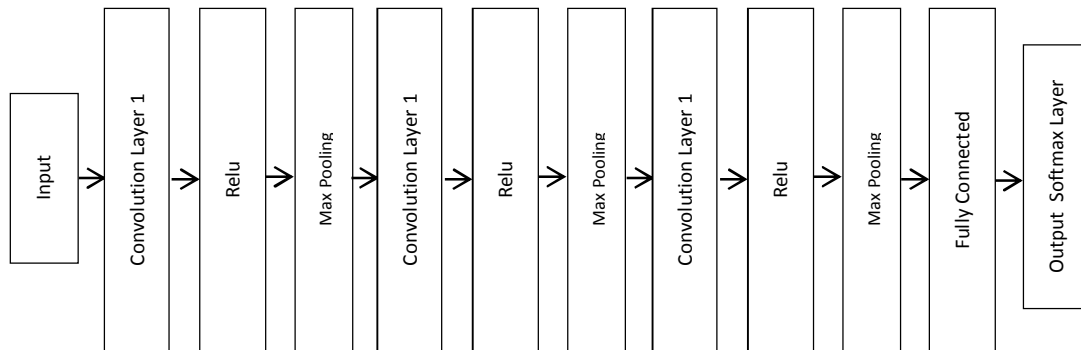 Input
Convolution Layer 1
Relu
Max Pooling
Convolution Layer 1
Relu
Max Pooling
Convolution Layer 1
Relu
Max Pooling
Fully Connected
Output Softmax Layer